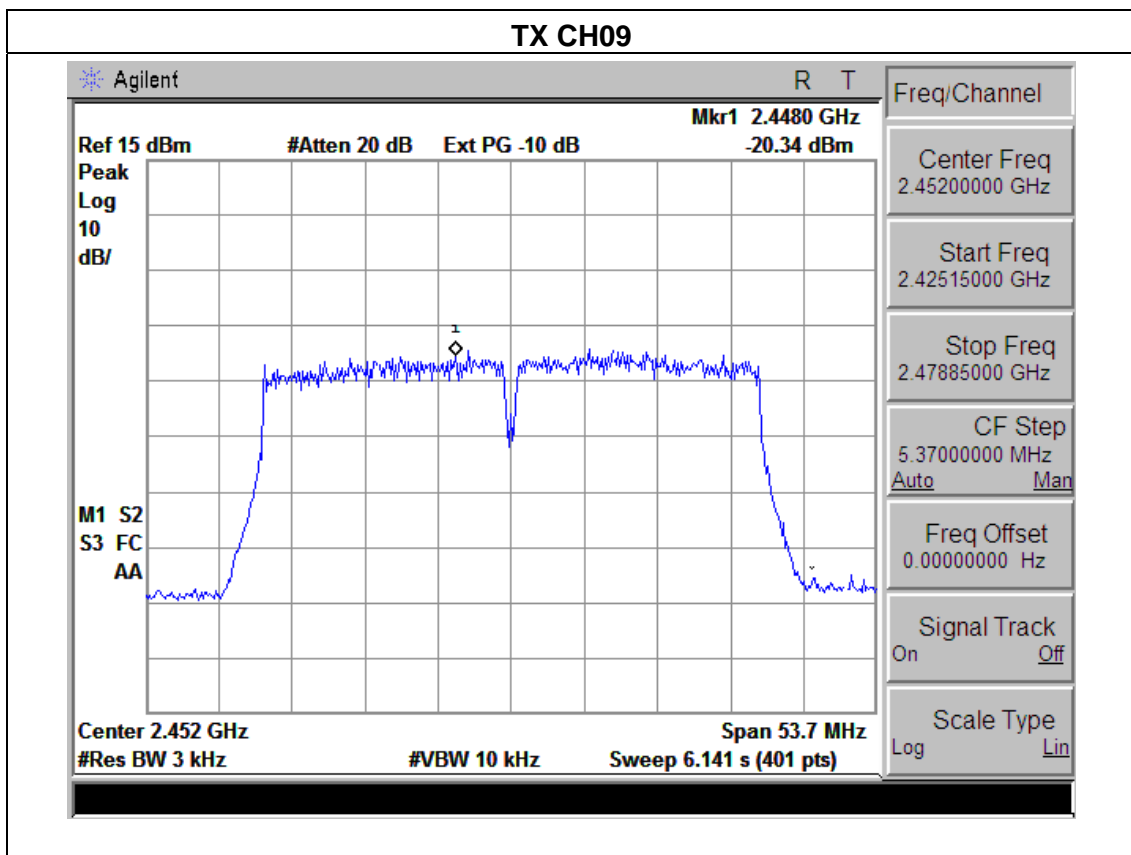 TX CH09
Agilent R T
Mkr1 2.4480 GHz
Ref 15 dBm #Atten 20 dB Ext PG -10 dB -20.34 dBm
Peak
Log
10
dB/
1
M1 S2
S3 FC
AA
Center 2.452 GHz Span 53.7 MHz
#Res BW 3 kHz #VBW 10 kHz Sweep 6.141 s (401 pts)
Freq/Channel
Center Freq
2.45200000 GHz
Start Freq
2.42515000 GHz
Stop Freq
2.47885000 GHz
CF Step
5.37000000 MHz
Auto Man
Freq Offset
0.00000000 Hz
Signal Track
On Off
Scale Type
Log Lin